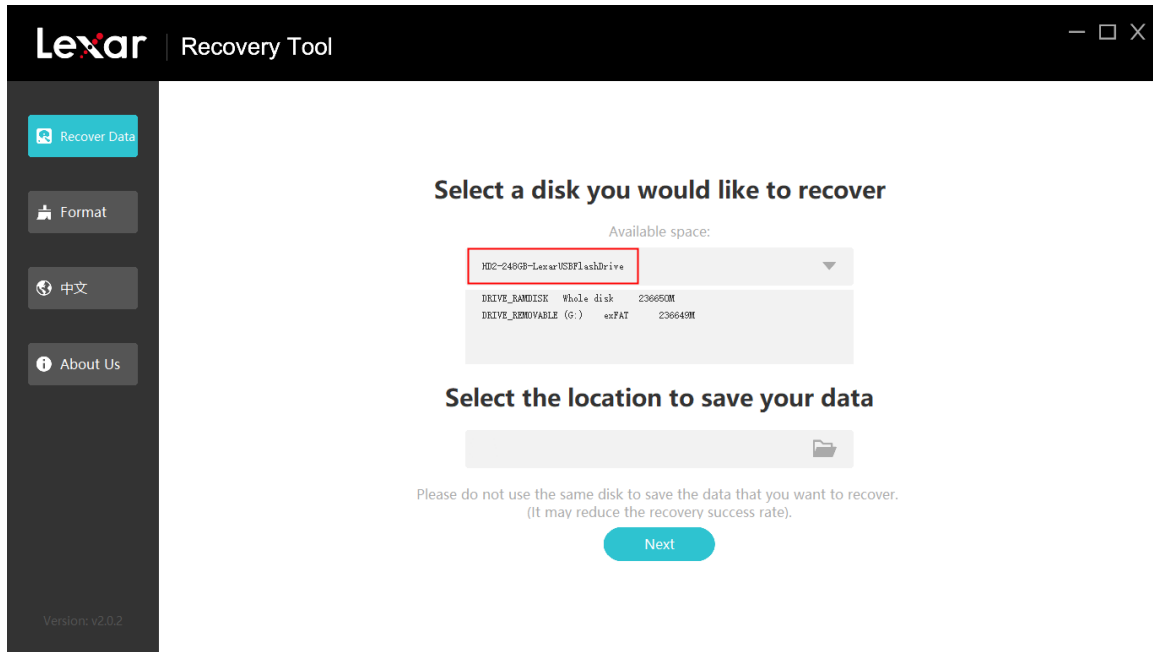 Lexar Recovery Tool
Recover Data
Format
中文
About Us
Version: v2.0.2
Select a disk you would like to recover
Available space:
HD2-248GB-LexarUSBFlashDrive
DRIVE_RAMDISK Whole disk 236650M
DRIVE_REMOVABLE (G:) exFAT 236649M
Select the location to save your data
Please do not use the same disk to save the data that you want to recover.
(It may reduce the recovery success rate).
Next